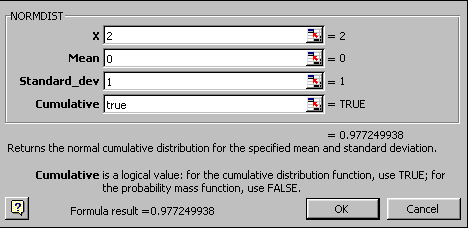 NORMDIST
X 2 = 2
Mean 0 = 0
Standard_dev 1 = 1
Cumulative true = TRUE
= 0.977249938
Returns the normal cumulative distribution for the specified mean and standard deviation.
Cumulative is a logical value: for the cumulative distribution function, use TRUE; for
the probability mass function, use FALSE.
? Formula result =0.977249938 OK Cancel